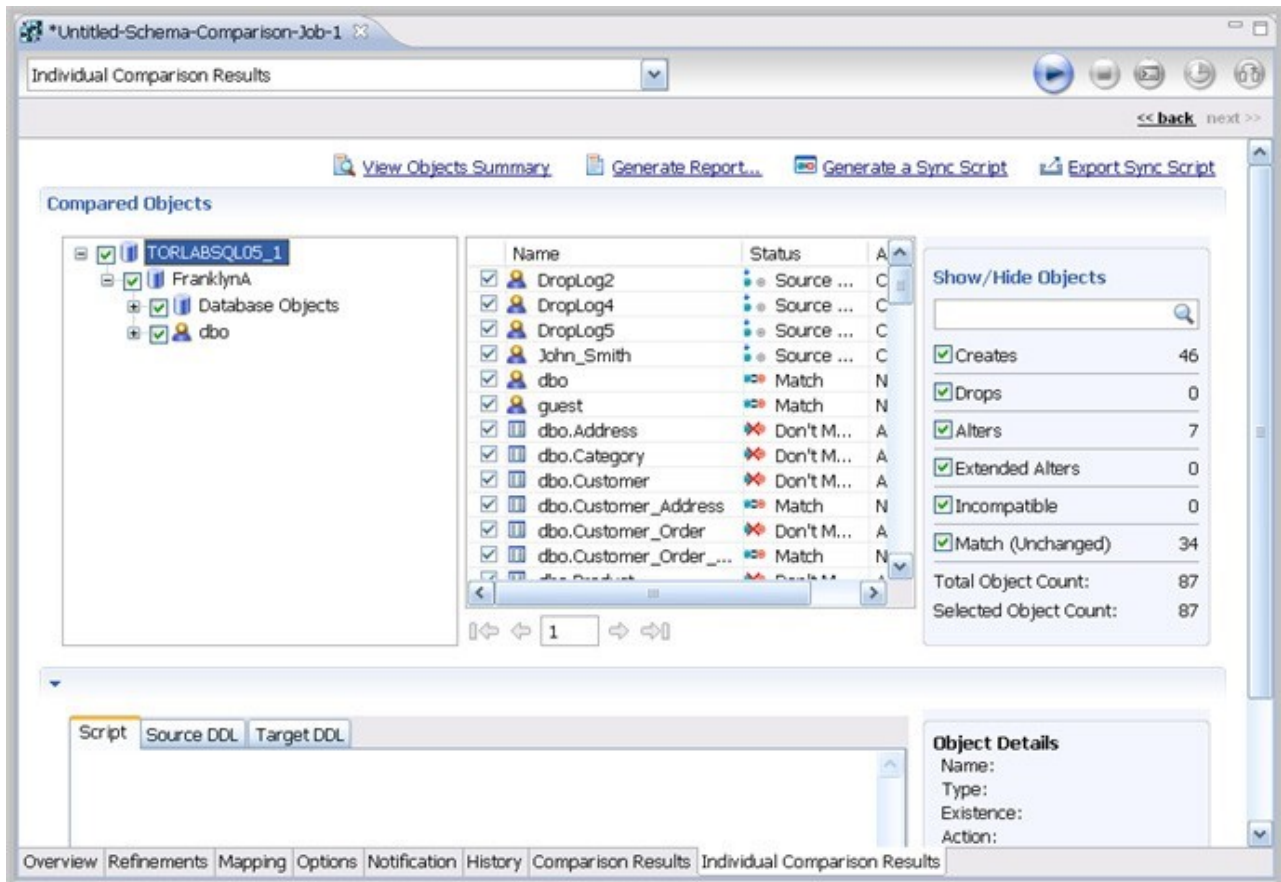 *Untitled-Schema-Comparison-Job-1
Individual Comparison Results
<< back next >>
View Objects Summary Generate Report... Generate a Sync Script Export Sync Script
Compared Objects
TORLABSQL05_1
FranklynA
Database Objects
dbo
Name Status A
DropLog2 Source ... C
DropLog4 Source ... C
DropLog5 Source ... C
John_Smith Source ... C
dbo Match N
guest Match N
dbo.Address Don't M... A
dbo.Category Don't M... A
dbo.Customer Don't M... A
dbo.Customer_Address Match N
dbo.Customer_Order Don't M... A
dbo.Customer_Order_... Match N
dbo.Product Don't M... A
1
Show/Hide Objects
Creates 46
Drops 0
Alters 7
Extended Alters 0
Incompatible 0
Match (Unchanged) 34
Total Object Count: 87
Selected Object Count: 87
Script Source DDL Target DDL
Object Details
Name:
Type:
Existence:
Action:
Overview Refinements Mapping Options Notification History Comparison Results Individual Comparison Results